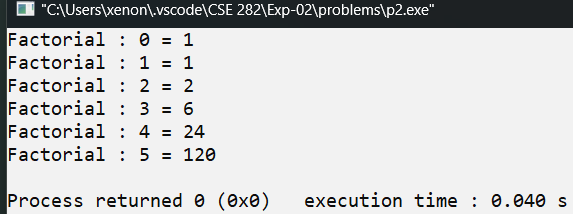 "C:\Users\xenon\.vscode\CSE 282\Exp-02\problems\p2.exe"
Factorial : 0 = 1
Factorial : 1 = 1
Factorial : 2 = 2
Factorial : 3 = 6
Factorial : 4 = 24
Factorial : 5 = 120
Process returned 0 (0x0)   execution time : 0.040 s